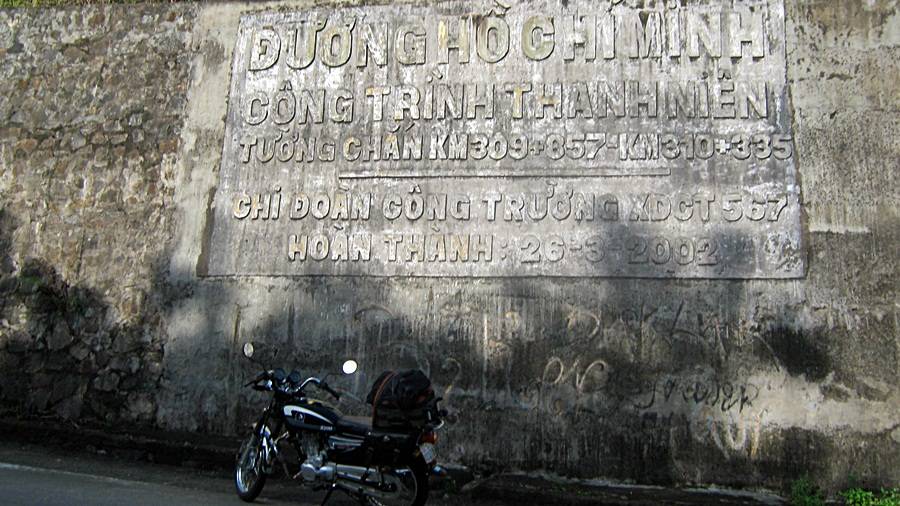 ĐƯỜNG HỒ CHÍ MINH
CÔNG TRÌNH THANH NIÊN
TƯỜNG CHẮN KM309+857-KM310+335
CHI ĐOÀN CÔNG TRƯỜNG XDCT 567
HOÀN THÀNH: 26-3-2002